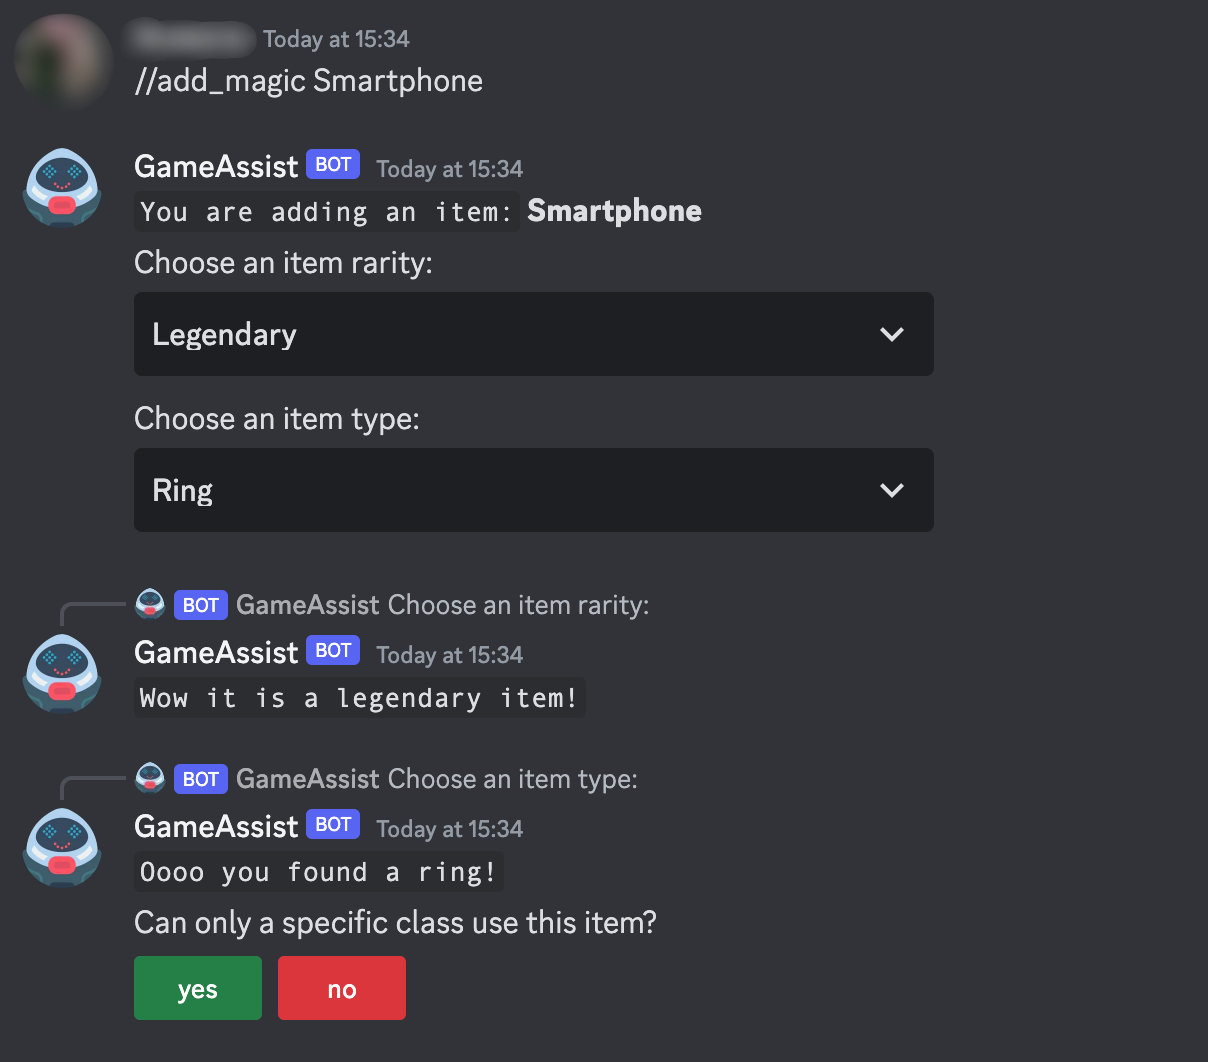 Today at 15:34
//add_magic Smartphone
GameAssist BOT Today at 15:34
You are adding an item: Smartphone
Choose an item rarity:
Legendary
Choose an item type:
Ring
BOT GameAssist Choose an item rarity:
GameAssist BOT Today at 15:34
Wow it is a legendary item!
BOT GameAssist Choose an item type:
GameAssist BOT Today at 15:34
Oooo you found a ring!
Can only a specific class use this item?
yes no